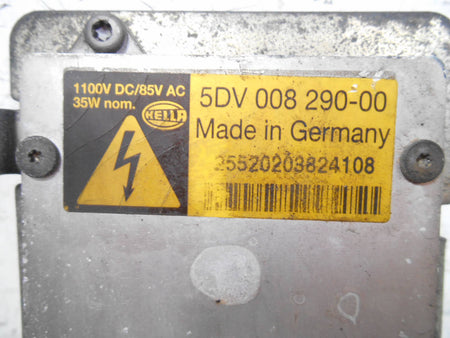 1100V DC/85V AC
35W nom.
HELLA
5DV 008 290-00
Made in Germany
25520203824108